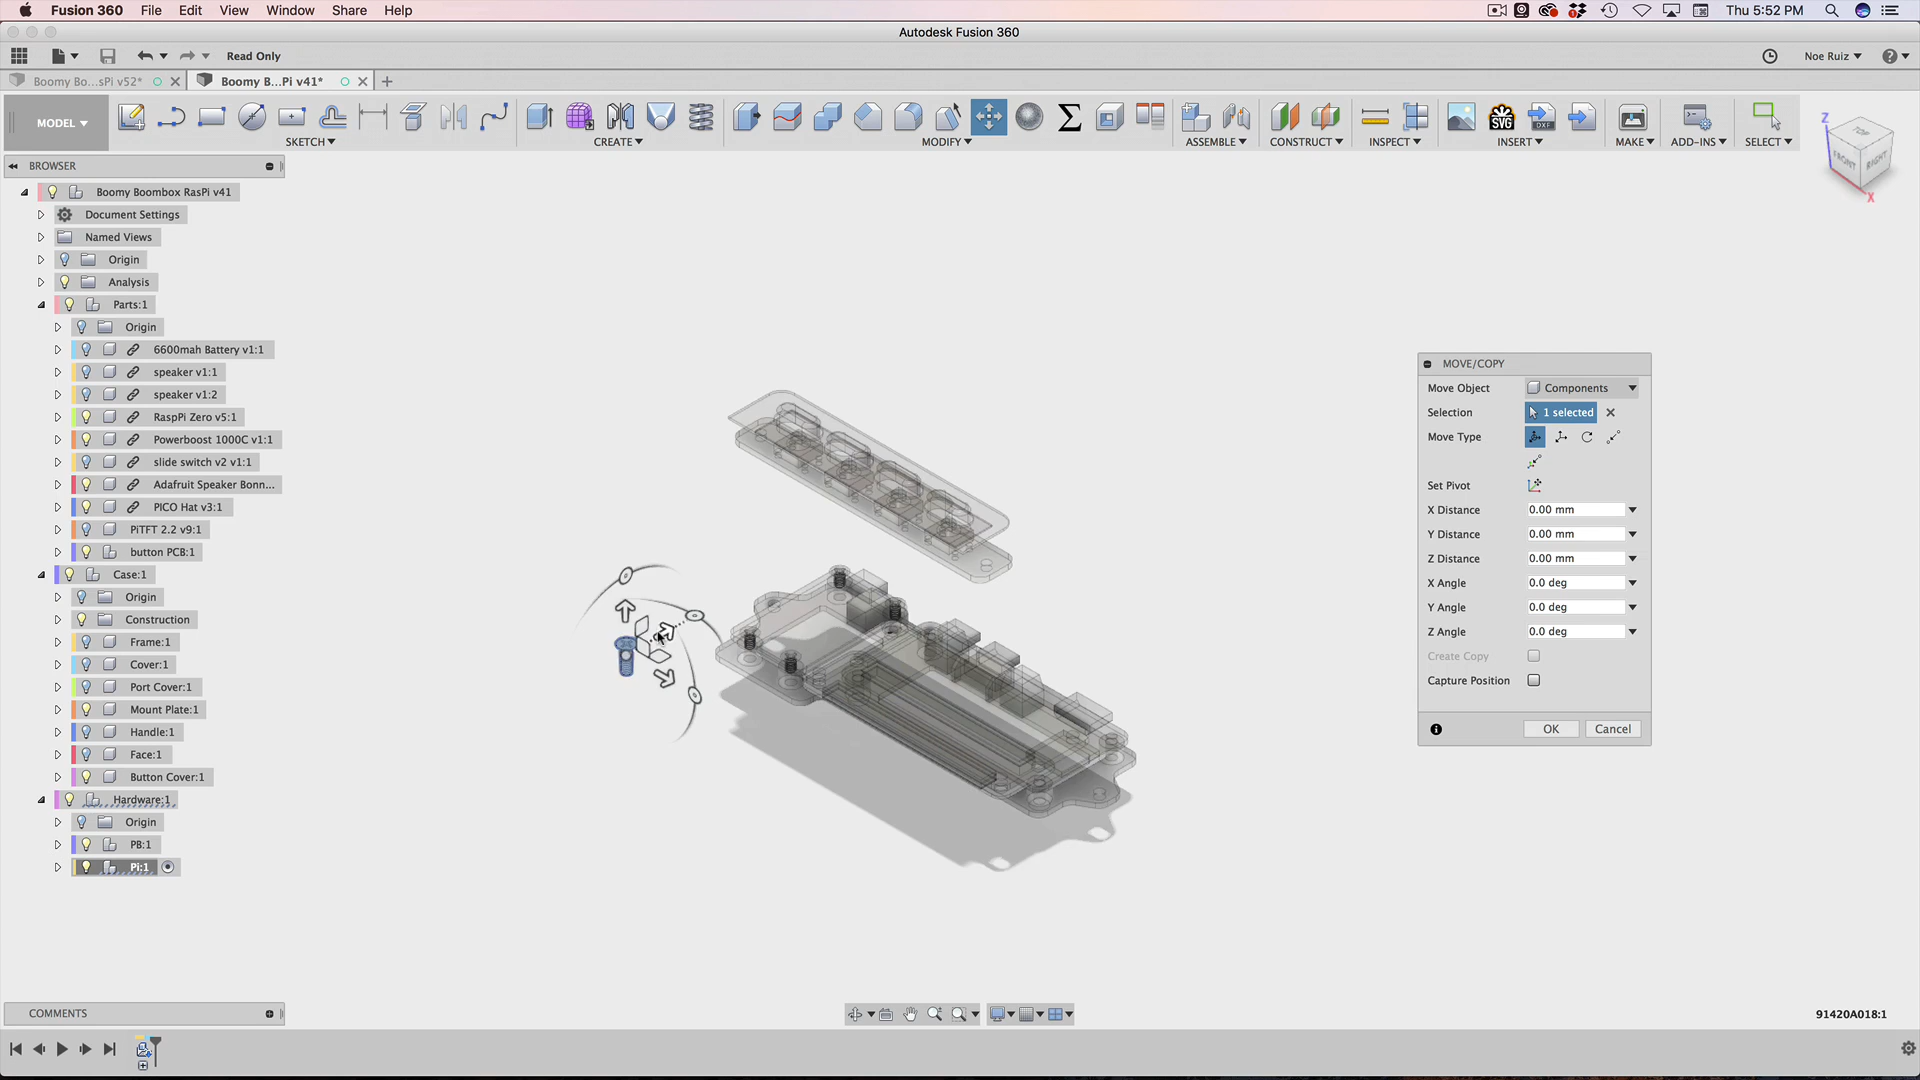 Fusion 360 File Edit View Window Share Help Thu 5:52 PM
Autodesk Fusion 360
Read Only Noe Ruiz
Boomy Bo...sPi v52* Boomy B...Pi v41*
MODEL SKETCH CREATE MODIFY ASSEMBLE CONSTRUCT INSPECT INSERT MAKE ADD-INS SELECT
SVG DXF
BROWSER
Boomy Boombox RasPi v41
Document Settings
Named Views
Origin
Analysis
Parts:1
Origin
6600mah Battery v1:1
speaker v1:1
speaker v1:2
RaspPi Zero v5:1
Powerboost 1000C v1:1
slide switch v2 v1:1
Adafruit Speaker Bonn...
PICO Hat v3:1
PiTFT 2.2 v9:1
button PCB:1
Case:1
Origin
Construction
Frame:1
Cover:1
Port Cover:1
Mount Plate:1
Handle:1
Face:1
Button Cover:1
Hardware:1
Origin
PB:1
Pi:1
Z
TOP
FRONT RIGHT
X
MOVE/COPY
Move Object Components
Selection 1 selected
Move Type
Set Pivot
X Distance 0.00 mm
Y Distance 0.00 mm
Z Distance 0.00 mm
X Angle 0.0 deg
Y Angle 0.0 deg
Z Angle 0.0 deg
Create Copy
Capture Position
OK Cancel
COMMENTS
91420A018:1